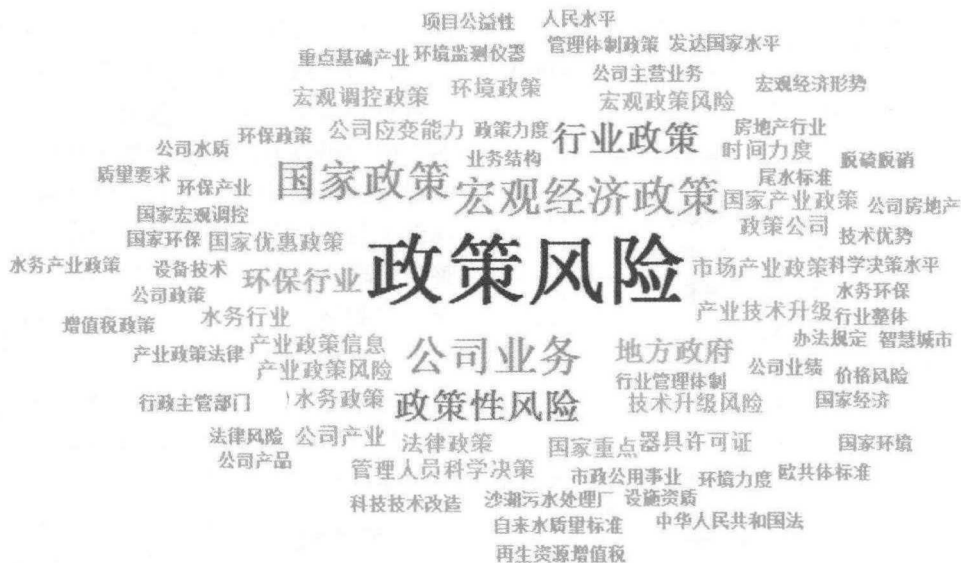 项目公益性 人民水平
重点基础产业 环境监测仪器 管理体制政策 发达国家水平
宏观调控政策 环境政策 公司主营业务 宏观政策风险 宏观经济形势
公司水质 环保政策 公司应变能力 政策力度 行业政策 房地产行业
质里要求 环保产业 国家政策 业务结构 宏观经济政策 时间力度 脱磷脱硝
尾水标准
国家宏观调控 国家产业政策 公司房地产
国家环保 国家优惠政策 政策公司 技术优势
水务产业政策 设备技术 环保行业 政策风险 市场产业政策 科学决策水平
公司政策 水务环保
增值税政策 水务行业 产业技术升级 行业整体
产业政策法律 产业政策信息 公司业务 地方政府 办法规定 智慧城市
产业政策风险 行业管理体制 公司业绩 价格风险
行政主管部门 水务政策 政策性风险 技术升级风险 国家经济
法律风险 公司产业 法律政策 国家重点 器具许可证 国家环境
公司产品 管理人员科学决策 市政公用事业 环境力度 欧共体标准
科技技术改造 沙湖污水处理厂 设施资质
自来水质里标准 中华人民共和国法
再生资源增值税